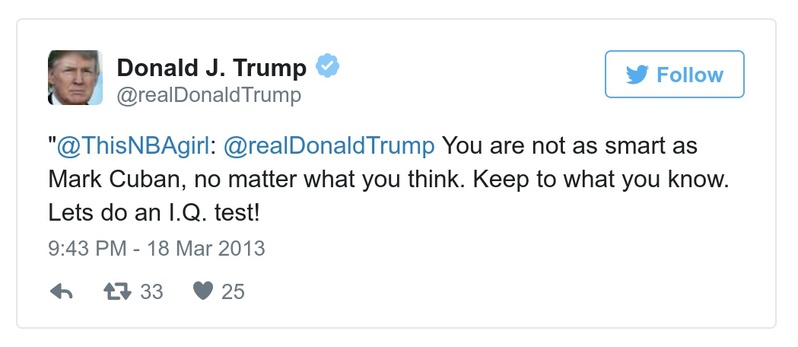 Donald J. Trump
@realDonaldTrump
Follow
"@ThisNBAgirl: @realDonaldTrump You are not as smart as
Mark Cuban, no matter what you think. Keep to what you know.
Lets do an I.Q. test!
9:43 PM - 18 Mar 2013
33 25